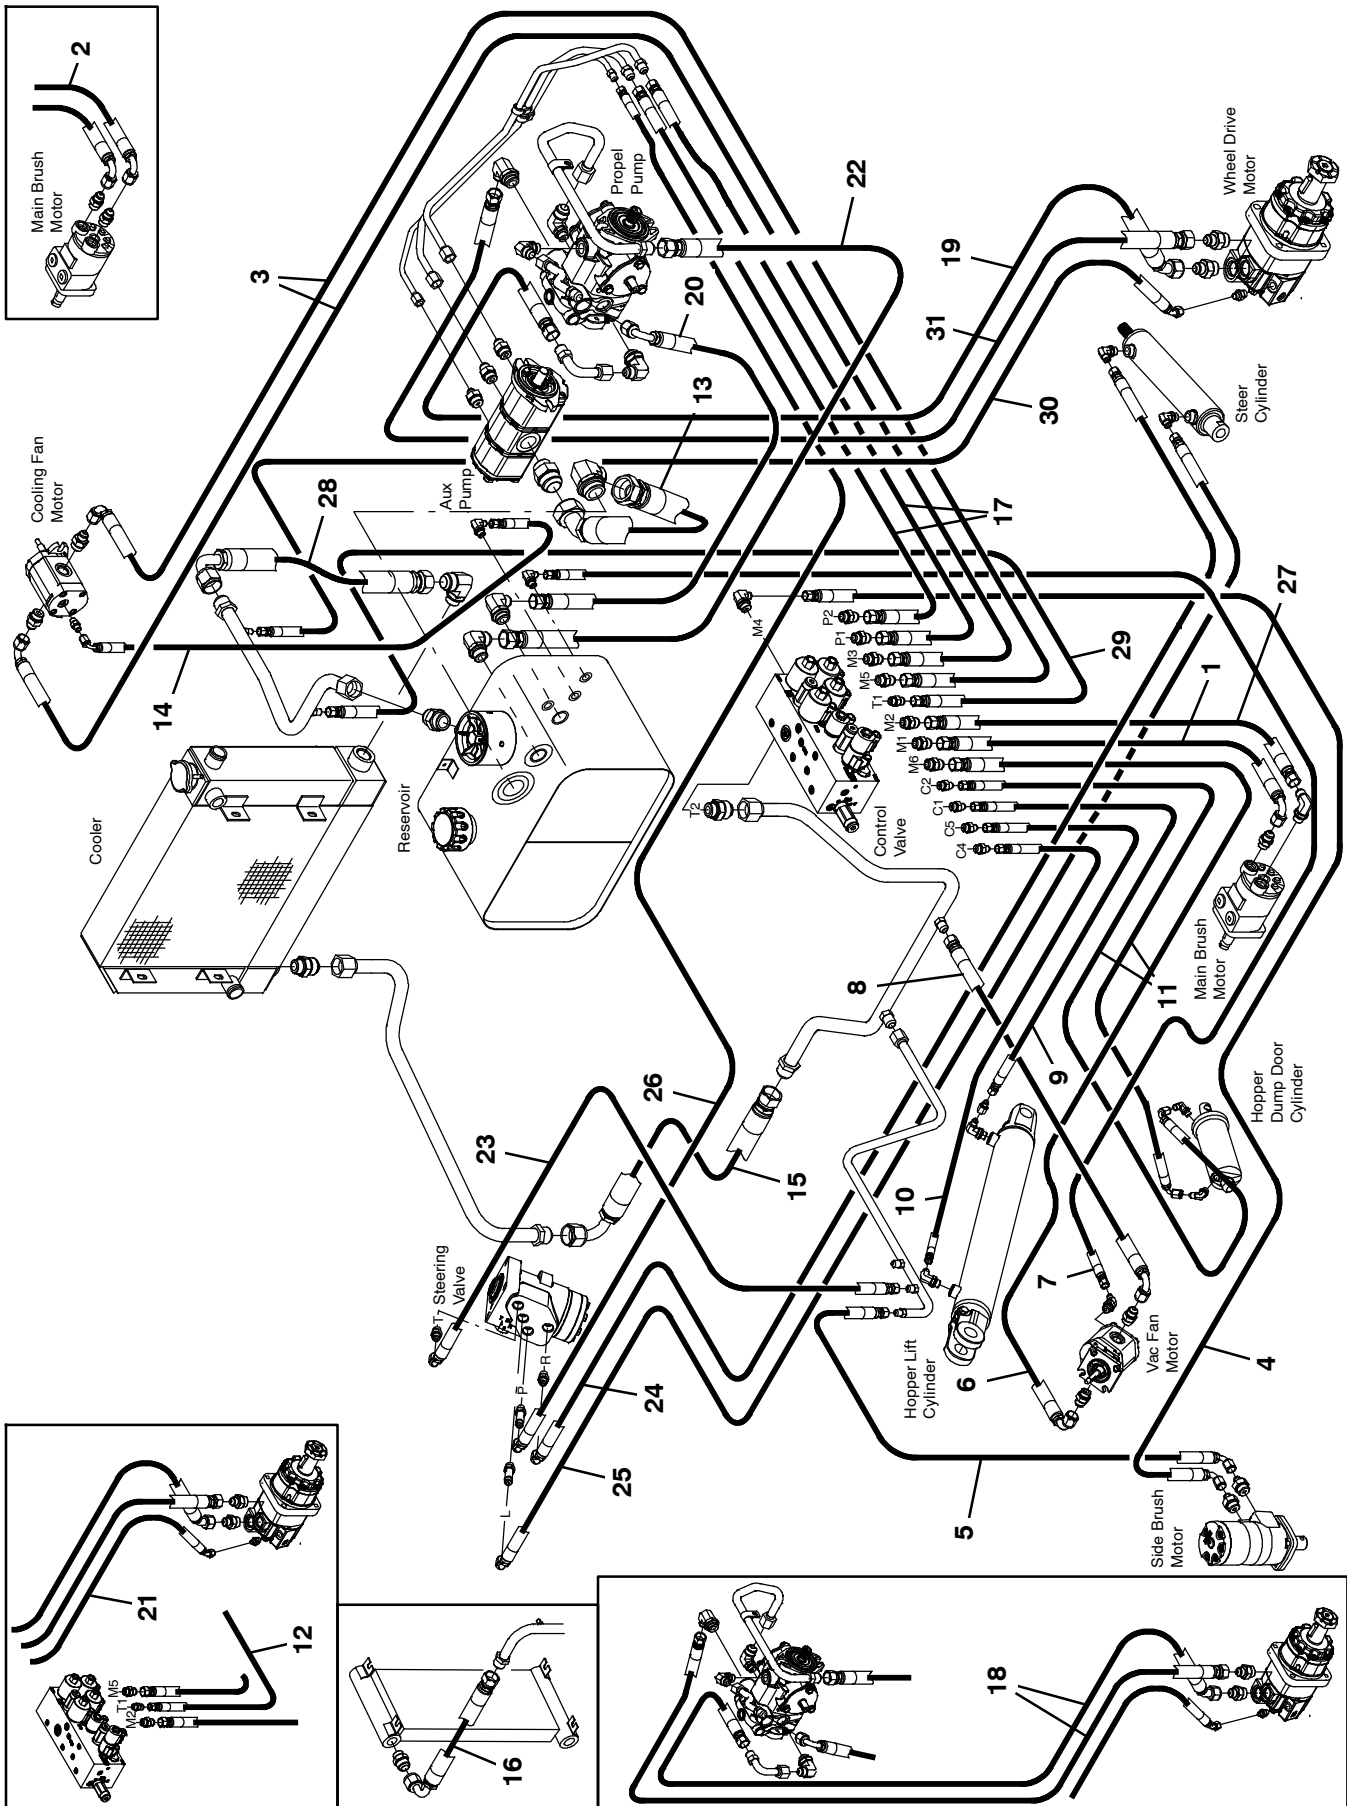 2
Main Brush
Motor
3
Cooling Fan
Motor
28
14
Cooler
Reservoir
Aux
Pump
Propel
Pump
20
13
22
19
31
30
Wheel Drive
Motor
Steer
Cylinder
17
27
1
29
M4
P2
P1
M3
M5
T1
M2
M1
M6
C2
C1
C5
C4
T2
Control
Valve
Main Brush
Motor
11
9
8
Hopper
Dump Door
Cylinder
26
23
15
10
7
6
4
5
Vac Fan
Motor
Hopper Lift
Cylinder
Steering
Valve
T
R
P
L
24
25
Side Brush
Motor
21
12
M5
T1
M2
16
18